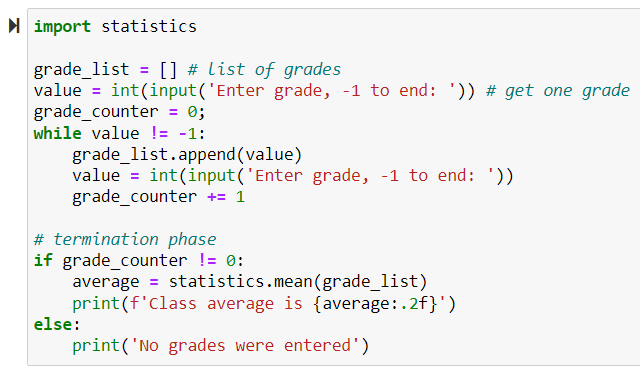 import statistics

grade_list = [] # list of grades
value = int(input('Enter grade, -1 to end: ')) # get one grade
grade_counter = 0;
while value != -1:
    grade_list.append(value)
    value = int(input('Enter grade, -1 to end: '))
    grade_counter += 1

# termination phase
if grade_counter != 0:
    average = statistics.mean(grade_list)
    print(f'Class average is {average:.2f}')
else:
    print('No grades were entered')